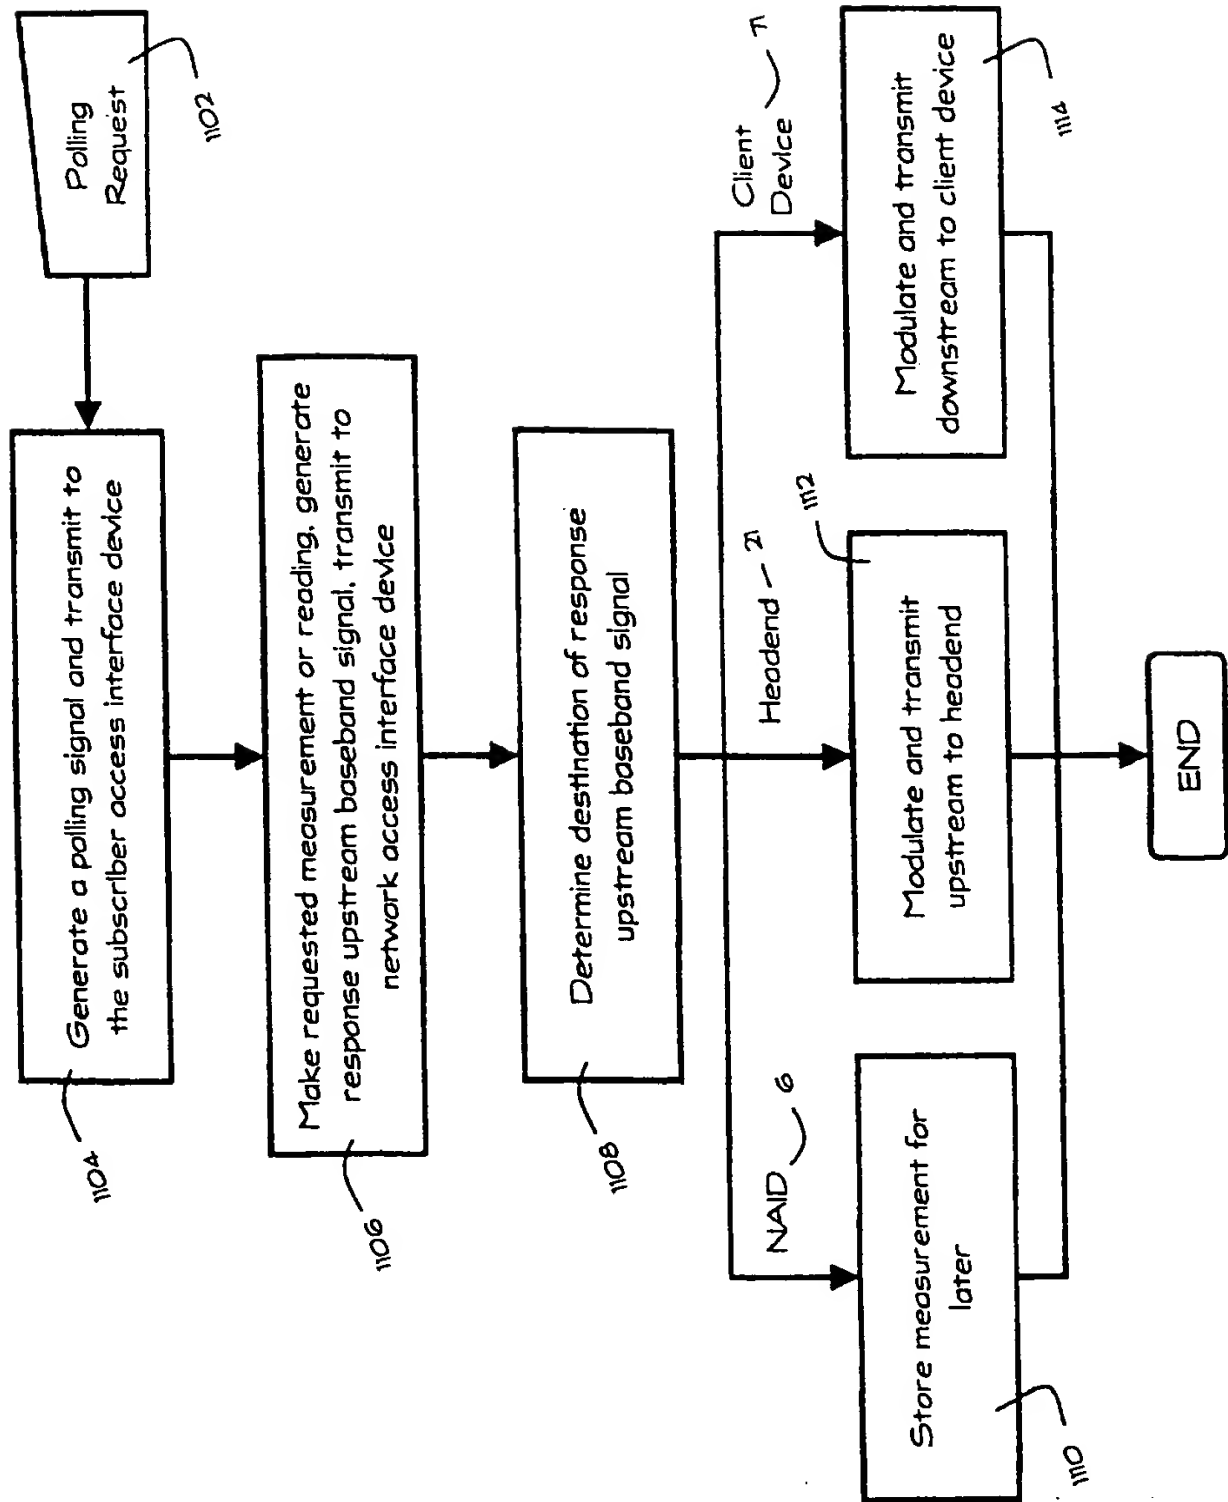 Polling
Request
1102
Generate a polling signal and transmit to
the subscriber access interface device
1104
Make requested measurement or reading, generate
response upstream baseband signal, transmit to
network access interface device
1106
Determine destination of response
upstream baseband signal
1108
NAID 6
Headend 21
Client
Device 7
Store measurement for
later
1110
Modulate and transmit
upstream to headend
1112
Modulate and transmit
downstream to client device
1114
END